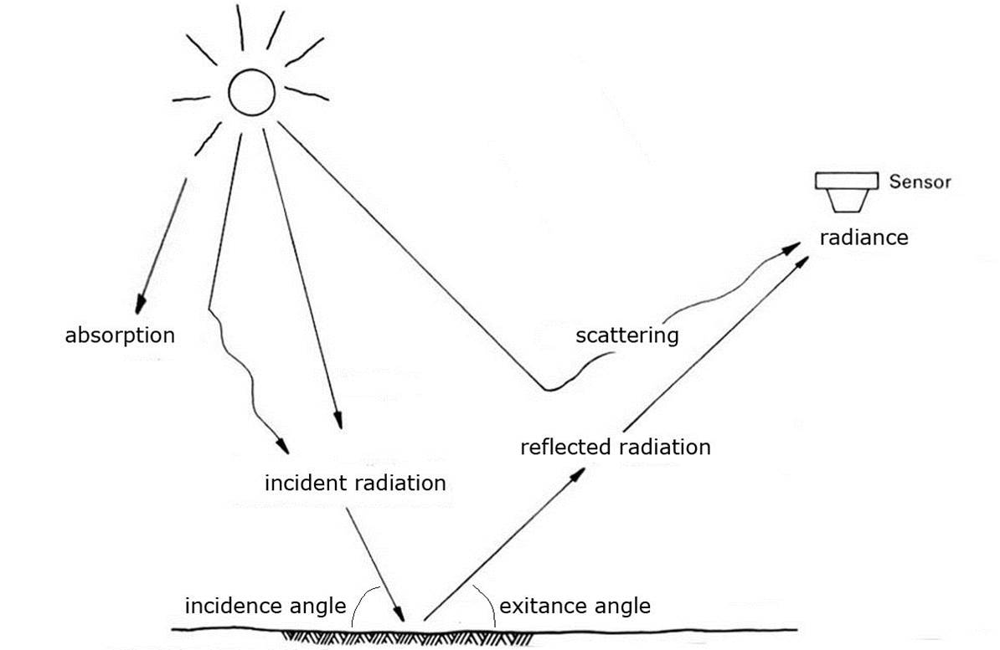 Sensor
radiance
absorption
scattering
reflected radiation
incident radiation
incidence angle
exitance angle